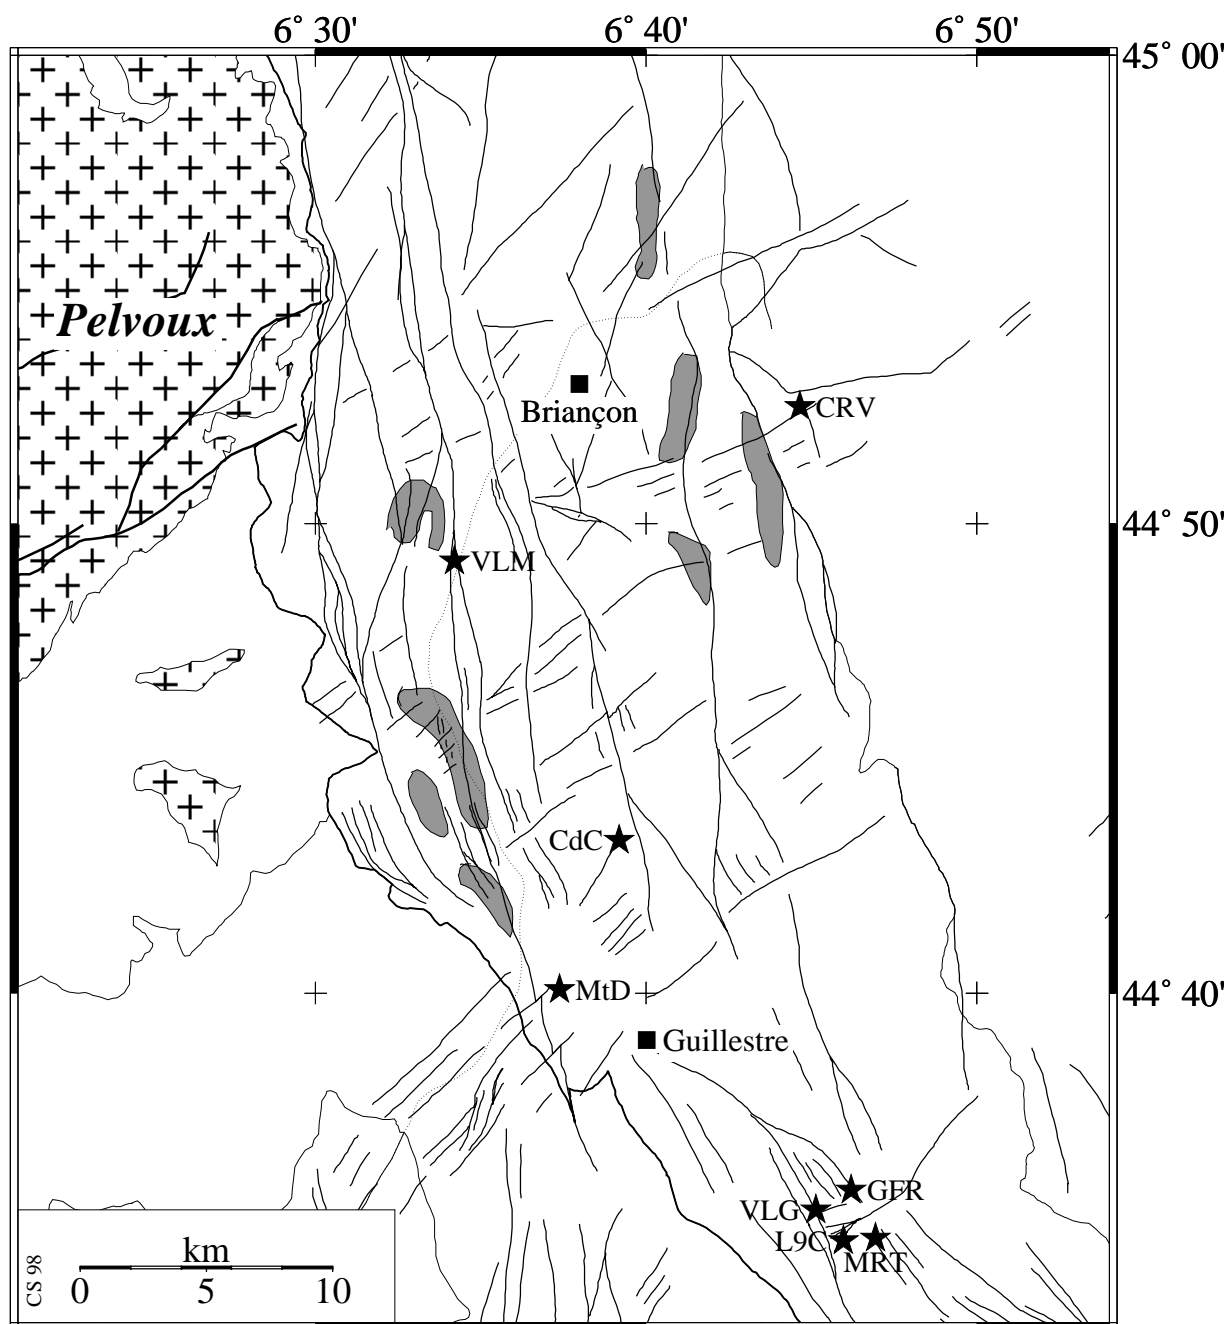 6° 30'
6° 40'
6° 50'
45° 00'
Pelvoux
Briançon
CRV
44° 50'
VLM
CdC
MtD
44° 40'
Guillestre
GFR
VLG
L9C
MRT
km
0 5 10
CS 98